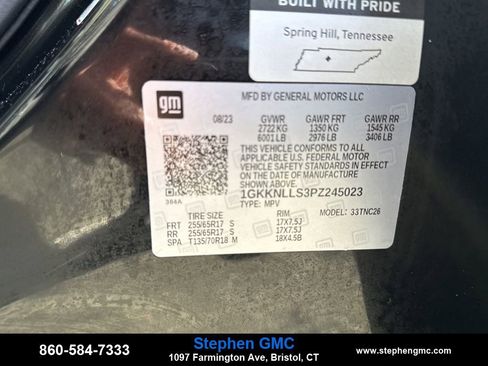 BUILT WITH PRIDE
Spring Hill, Tennessee
gm
MFD BY GENERAL MOTORS LLC
08/23 GVWR GAWR FRT GAWR RR
2722 KG 1350 KG 1545 KG
6001 LB 2976 LB 3406 LB
THIS VEHICLE CONFORMS TO ALL
APPLICABLE U.S. FEDERAL MOTOR
VEHICLE SAFETY STANDARDS IN EFFECT
ON THE DATE OF MANUFACTURE
SHOWN ABOVE.
384A
1GKKNLLS3PZ245023
TYPE: MPV
TIRE SIZE RIM MODEL: 33TNC26
FRT 255/65R17 S 17X7.5J
RR 255/65R17 S 17X7.5J
SPA T135/70R18 M 18X4.5B
860-584-7333
Stephen GMC
1097 Farmington Ave, Bristol, CT
www.stephengmc.com